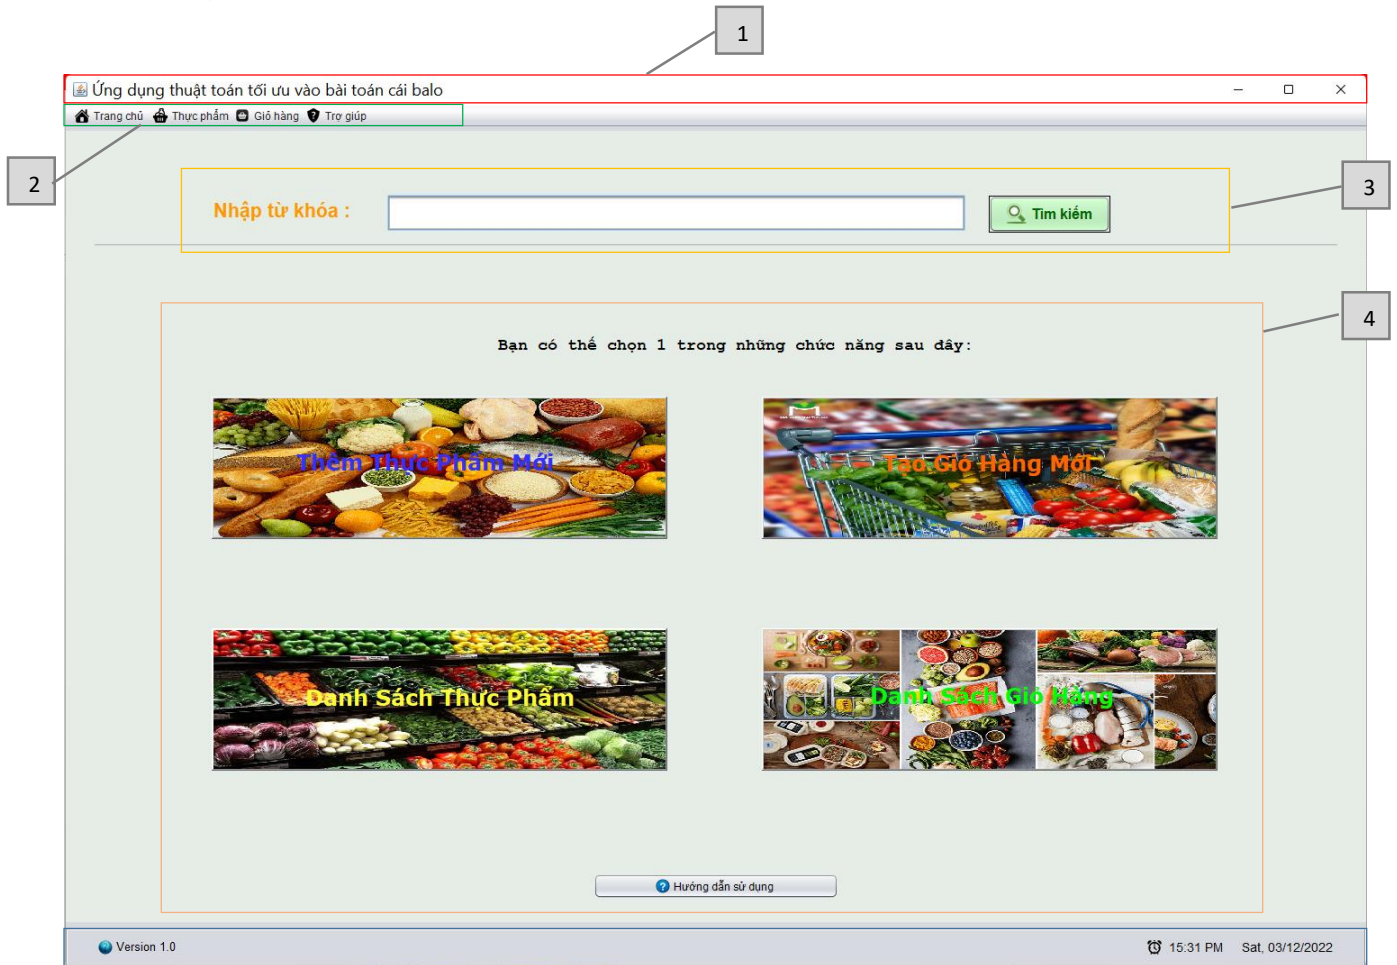 1
Ứng dụng thuật toán tối ưu vào bài toán cái balo
Trang chủ Thực phẩm Giỏ hàng Trợ giúp
2
3
Nhập từ khóa :
Tìm kiếm
4
Bạn có thể chọn 1 trong những chức năng sau đây:
Thêm Thực Phẩm Mới
Tạo Giỏ Hàng Mới
Danh Sách Thực Phẩm
Danh Sách Giỏ Hàng
Hướng dẫn sử dụng
Version 1.0
15:31 PM Sat, 03/12/2022